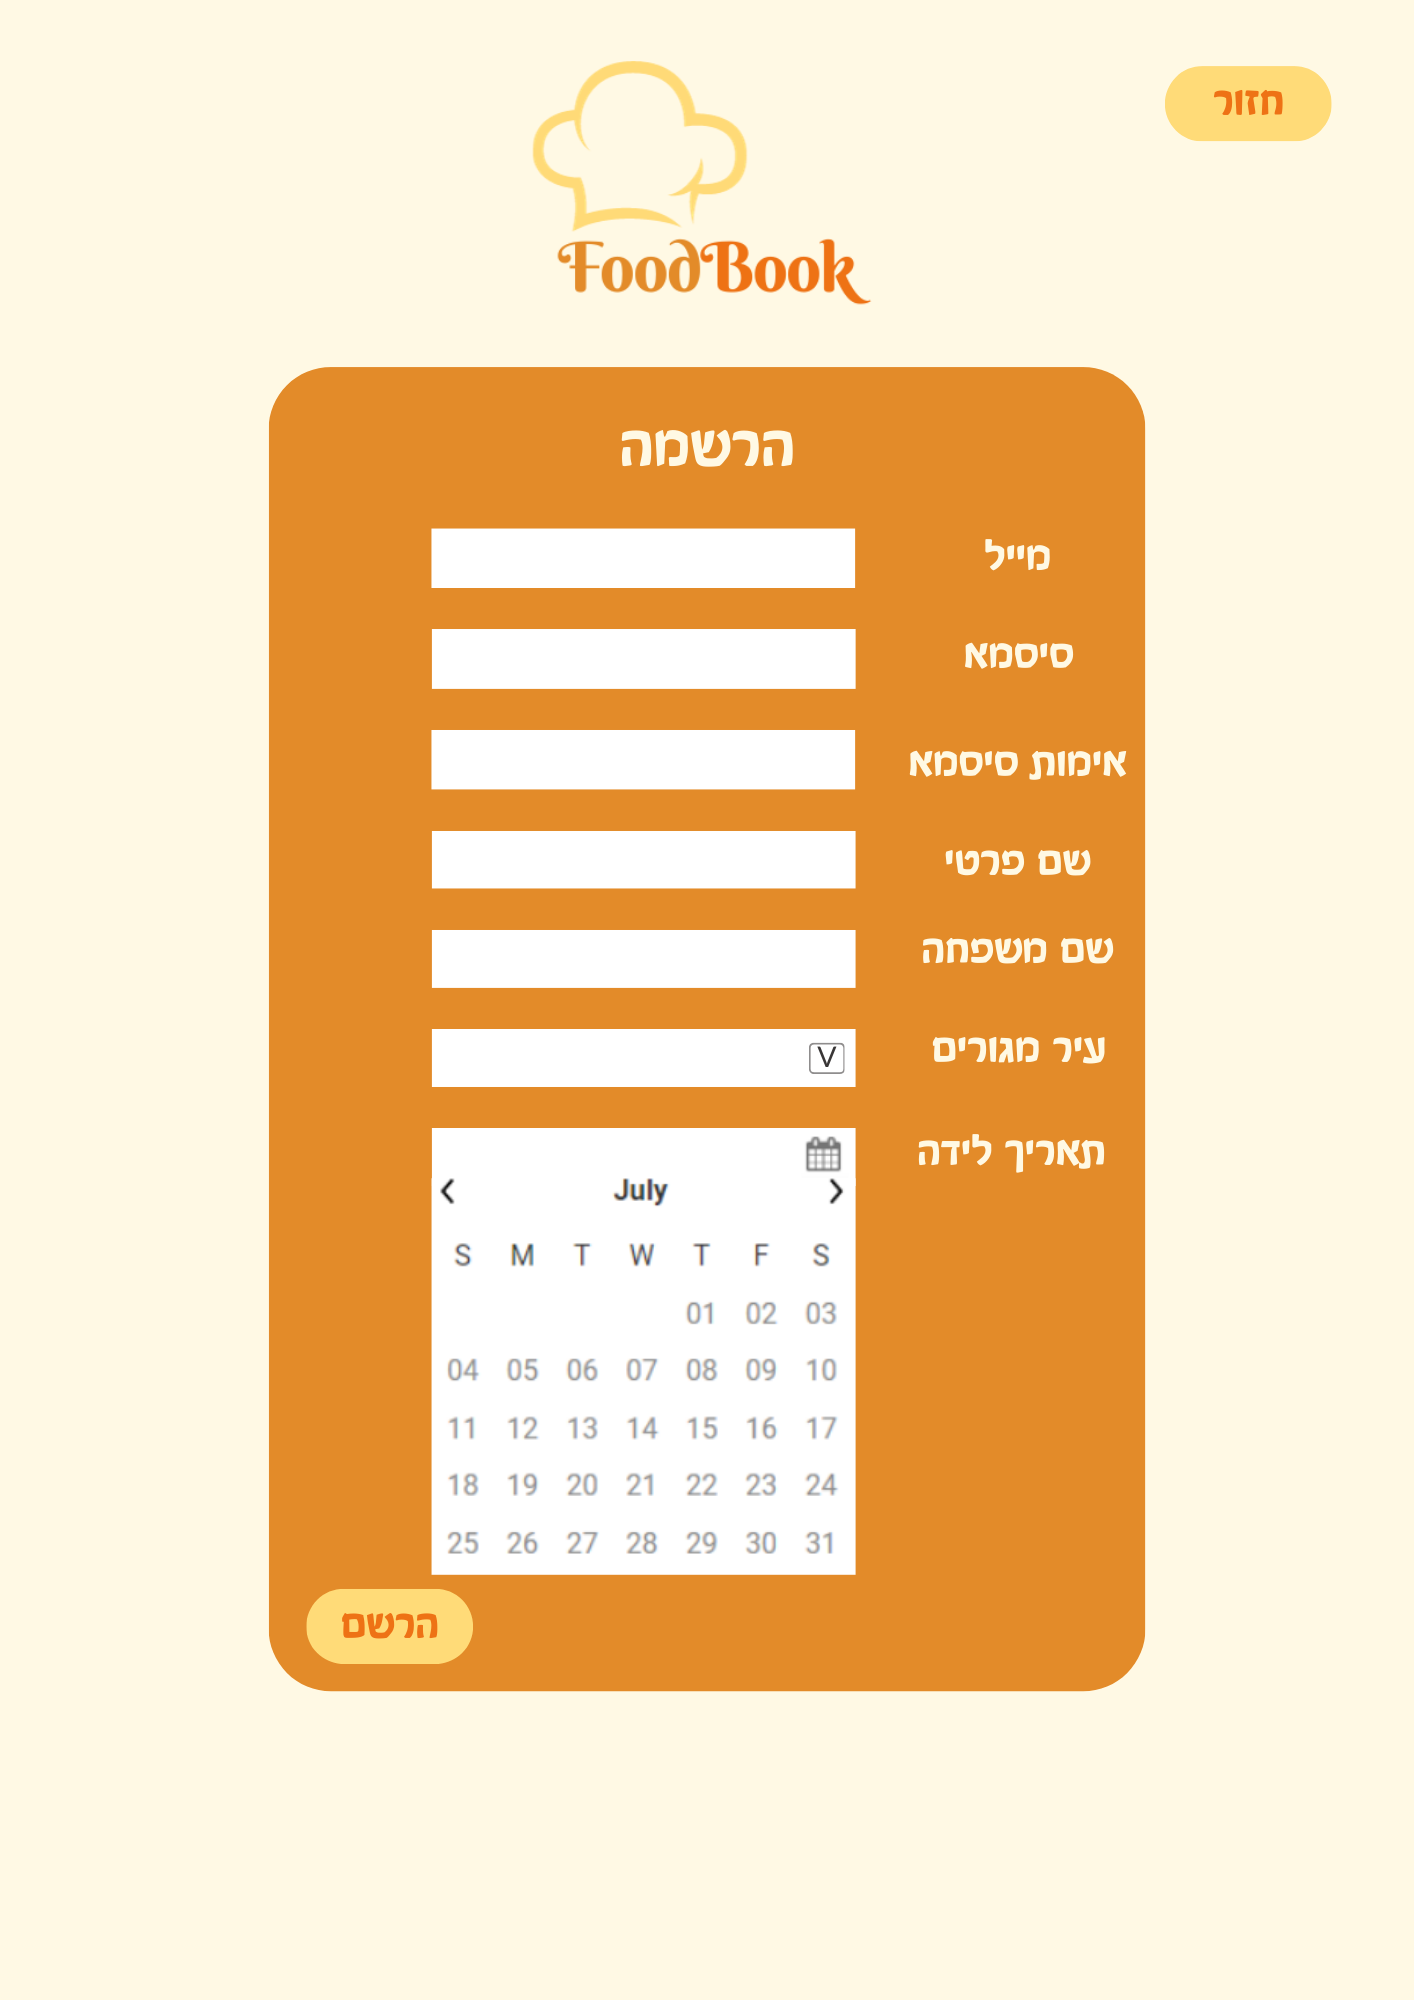 חזור
FoodBook
הרשמה
מייל
סיסמא
אימות סיסמא
שם פרטי
שם משפחה
עיר מגורים
V
תאריך לידה
July
S M T W T F S
01 02 03
04 05 06 07 08 09 10
11 12 13 14 15 16 17
18 19 20 21 22 23 24
25 26 27 28 29 30 31
הרשם